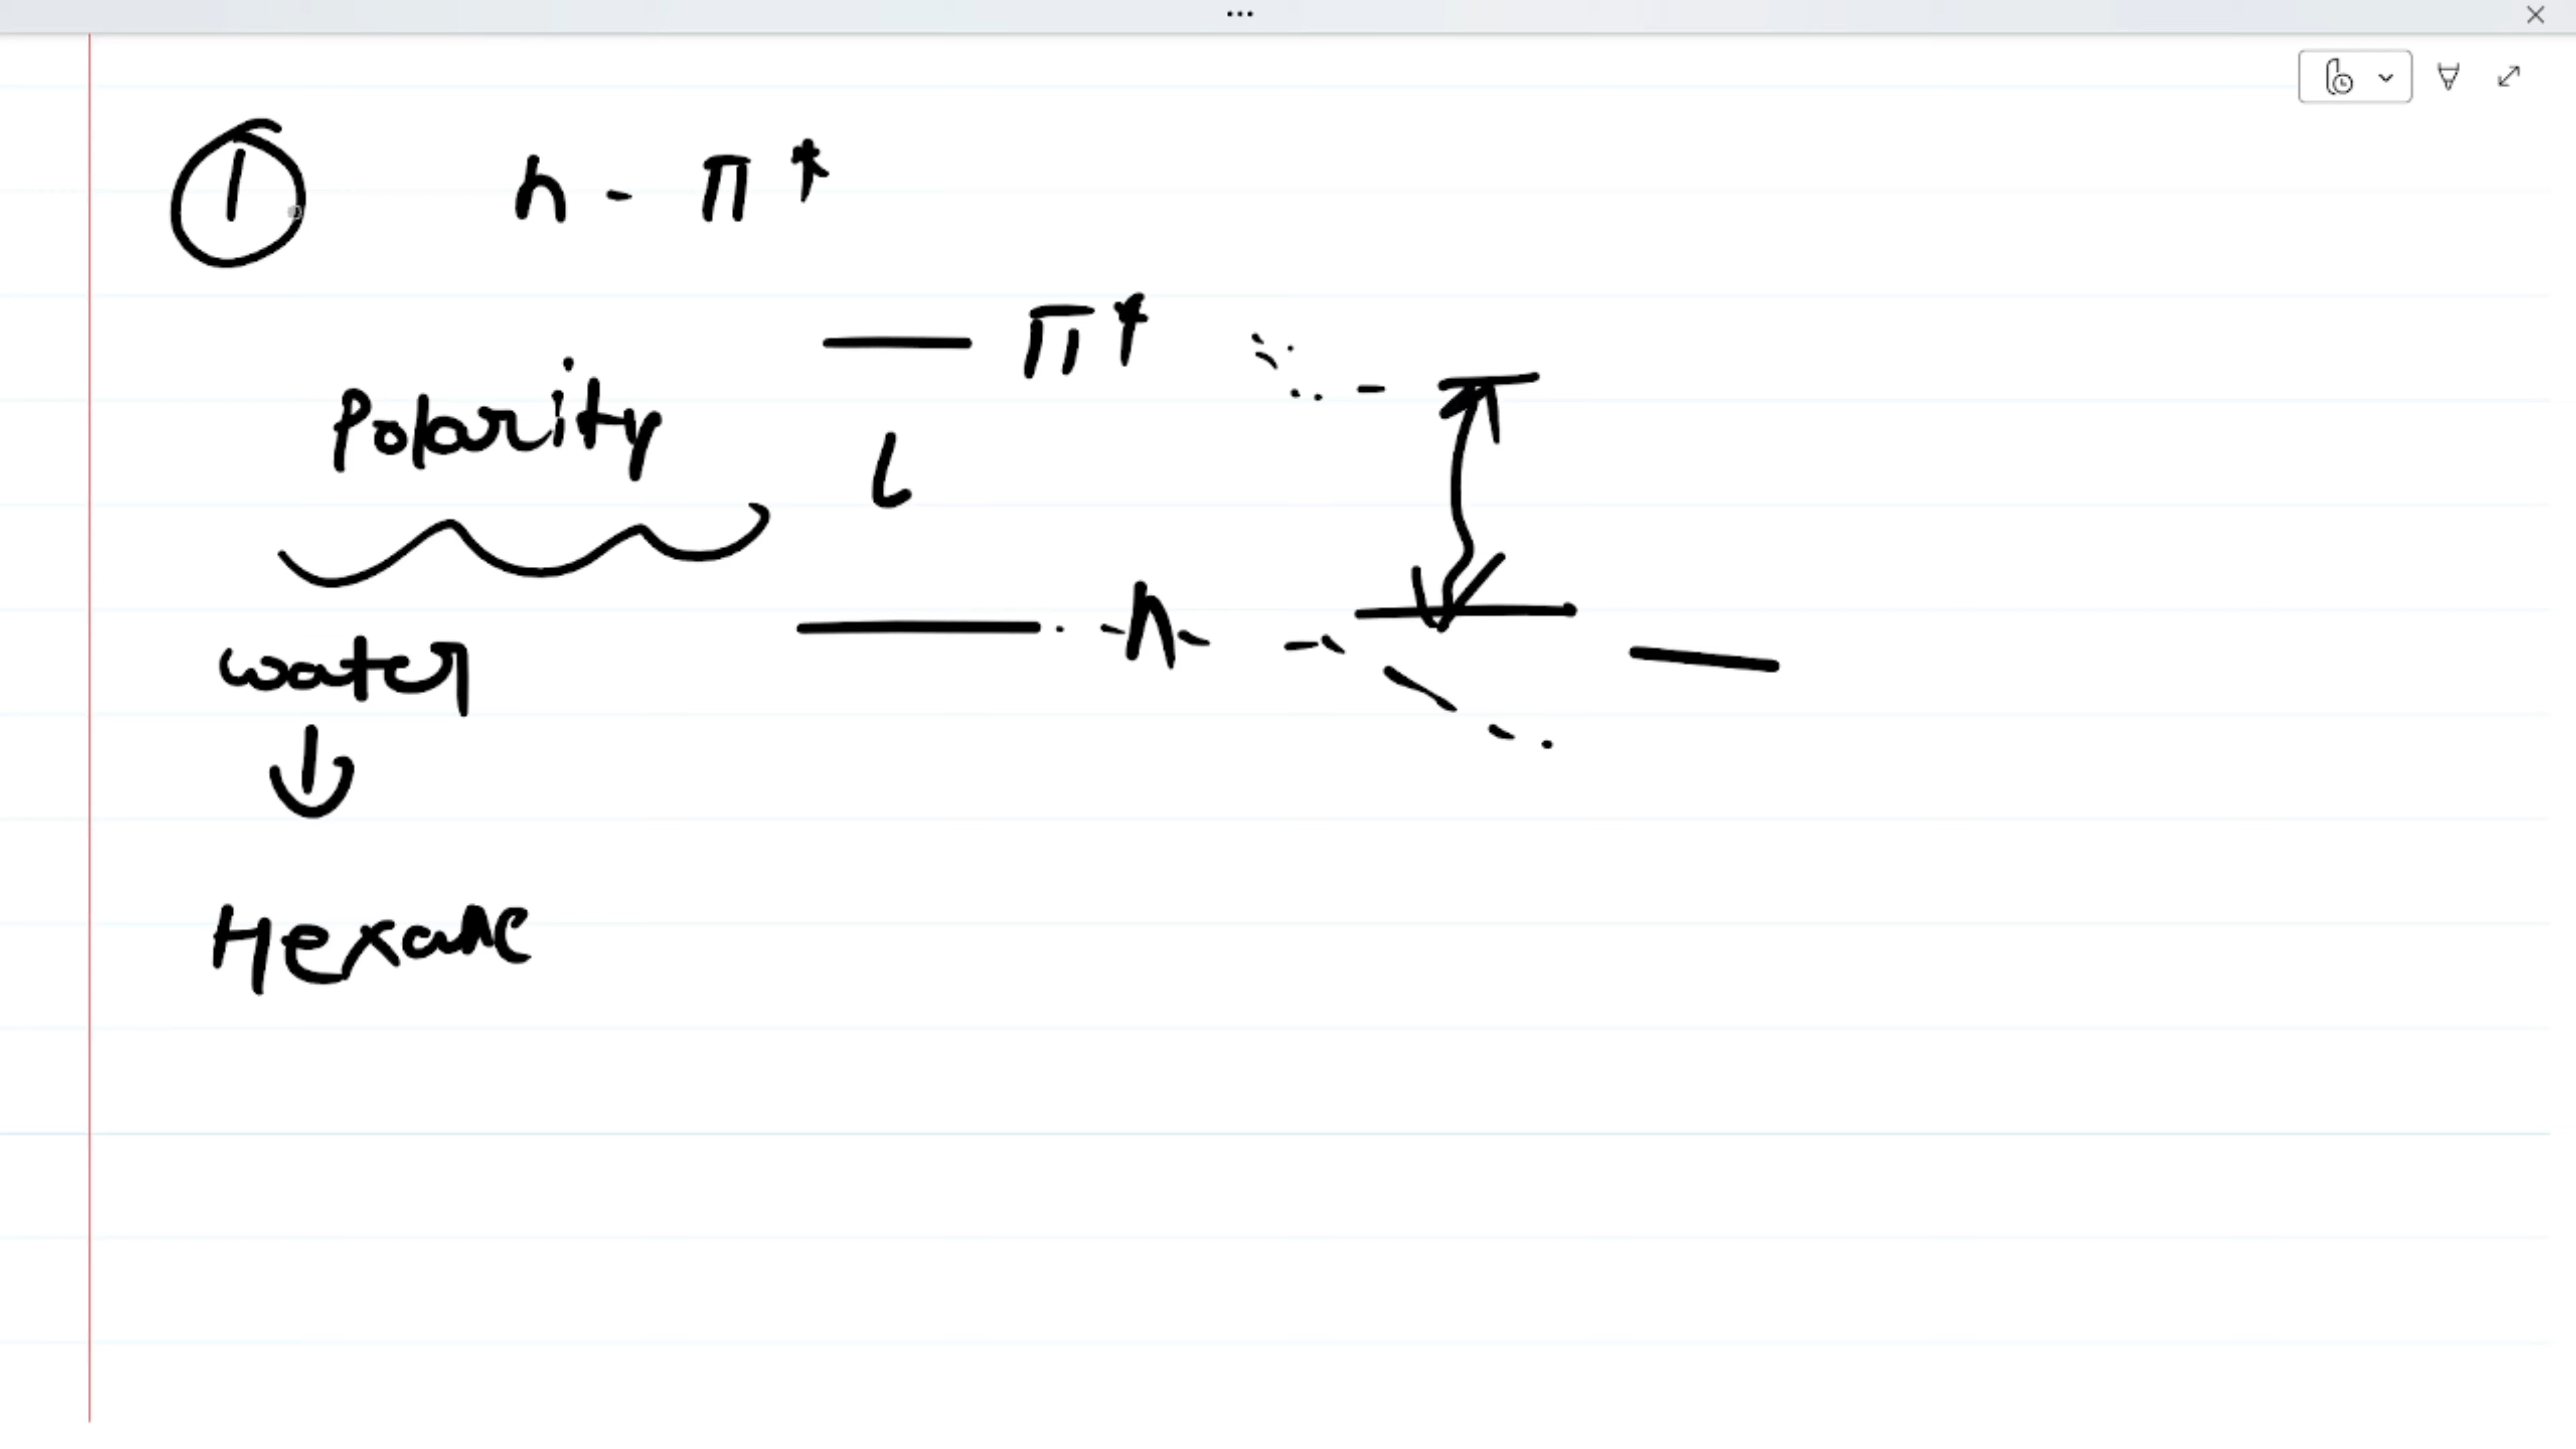 1 n - π*
π*
Polarity
L
n
water
Hexane